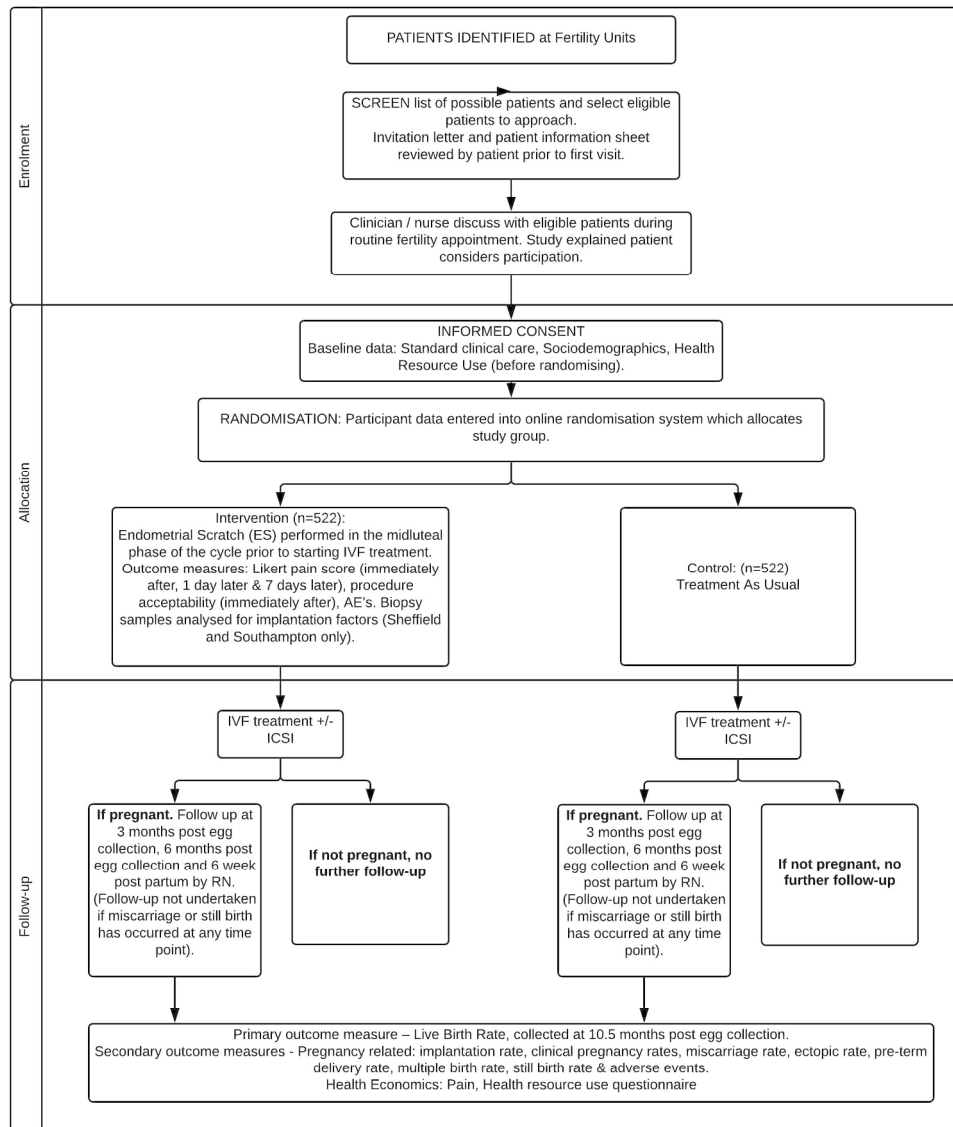 Enrolment
PATIENTS IDENTIFIED at Fertility Units
SCREEN list of possible patients and select eligible
patients to approach.
Invitation letter and patient information sheet
reviewed by patient prior to first visit.
Clinician / nurse discuss with eligible patients during
routine fertility appointment. Study explained patient
considers participation.
Allocation
INFORMED CONSENT
Baseline data: Standard clinical care, Sociodemographics, Health
Resource Use (before randomising).
RANDOMISATION: Participant data entered into online randomisation system which allocates
study group.
Intervention (n=522):
Endometrial Scratch (ES) performed in the midluteal
phase of the cycle prior to starting IVF treatment.
Outcome measures: Likert pain score (immediately
after, 1 day later & 7 days later), procedure
acceptability (immediately after), AE's. Biopsy
samples analysed for implantation factors (Sheffield
and Southampton only).
Control: (n=522)
Treatment As Usual
Follow-up
IVF treatment +/-
ICSI
If pregnant. Follow up at
3 months post egg
collection, 6 months post
egg collection and 6 week
post partum by RN.
(Follow-up not undertaken
if miscarriage or still birth
has occurred at any time
point).
If not pregnant, no
further follow-up
IVF treatment +/-
ICSI
If pregnant. Follow up at
3 months post egg
collection, 6 months post
egg collection and 6 week
post partum by RN.
(Follow-up not undertaken
if miscarriage or still birth
has occurred at any time
point).
If not pregnant, no
further follow-up
Primary outcome measure – Live Birth Rate, collected at 10.5 months post egg collection.
Secondary outcome measures - Pregnancy related: implantation rate, clinical pregnancy rates, miscarriage rate, ectopic rate, pre-term
delivery rate, multiple birth rate, still birth rate & adverse events.
Health Economics: Pain, Health resource use questionnaire